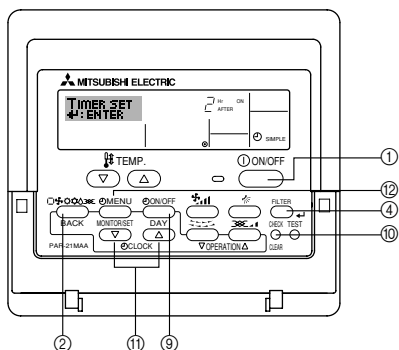 MITSUBISHI ELECTRIC
TIMER SET
↵: ENTER
2 Hr ON
AFTER
SIMPLE
TEMP.
ON/OFF
①
⑫
MENU
ON/OFF
FILTER
↵
④
BACK
MONITOR/SET
DAY
CHECK TEST
⑩
PAR-21MAA
CLOCK
▽OPERATION△
CLEAR
② ⑪ ⑨